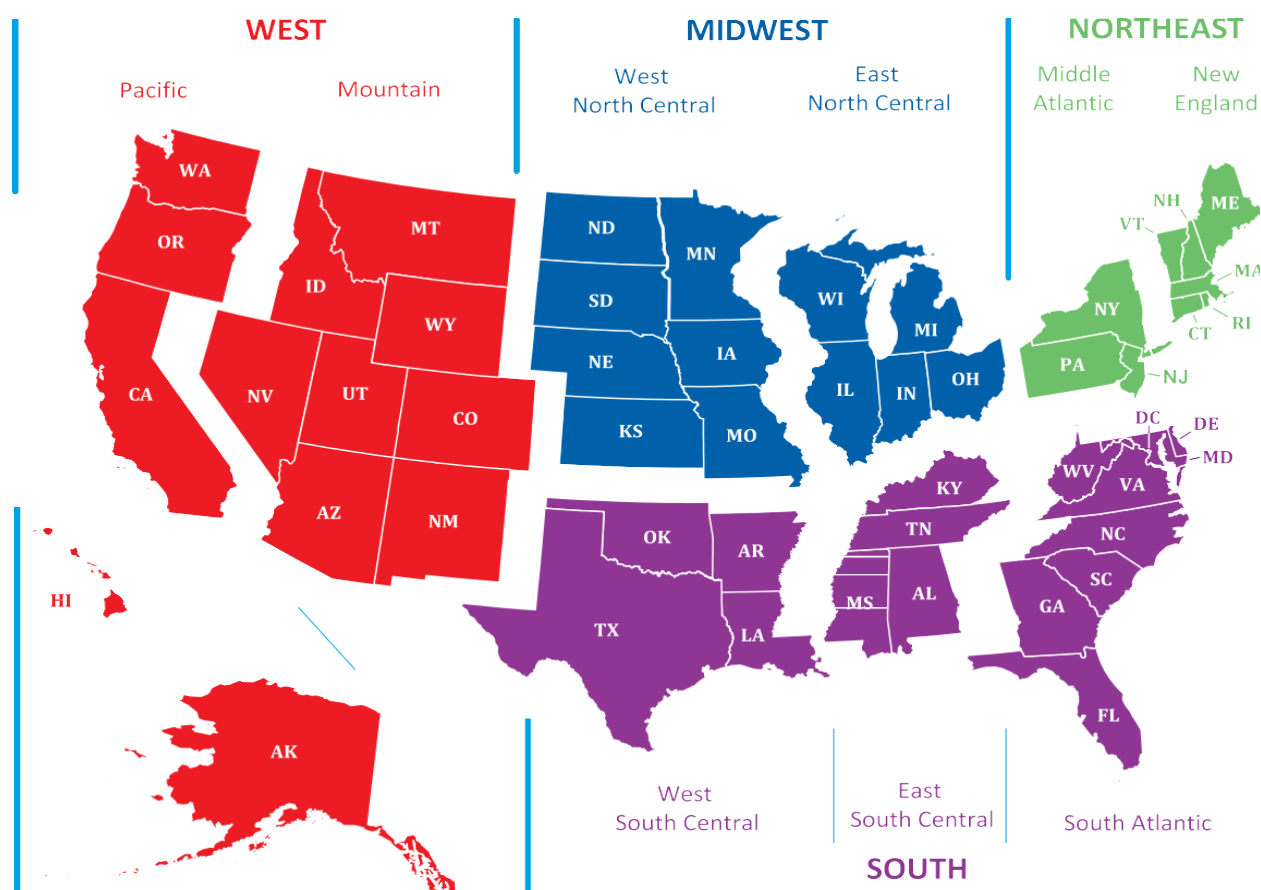 WEST
MIDWEST
NORTHEAST
Pacific
Mountain
West
North Central
East
North Central
Middle
Atlantic
New
England
WA
OR
CA
NV
ID
MT
WY
UT
CO
AZ
NM
HI
AK
ND
SD
NE
KS
MN
IA
MO
WI
MI
IL
IN
OH
NH
VT
ME
MA
RI
CT
NY
PA
NJ
DC
DE
MD
WV
VA
NC
SC
GA
FL
KY
TN
MS
AL
OK
AR
TX
LA
West
South Central
East
South Central
South Atlantic
SOUTH